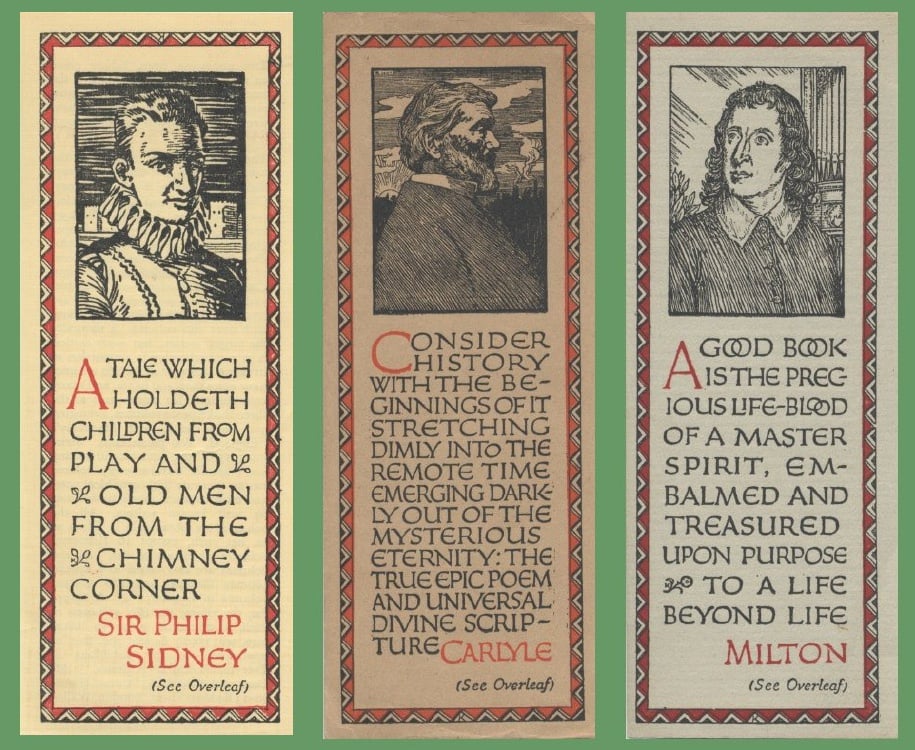 A TALE WHICH
HOLDETH
CHILDREN FROM
PLAY AND
OLD MEN
FROM THE
CHIMNEY
CORNER
SIR PHILIP
SIDNEY
(See Overleaf)
CONSIDER
HISTORY
WITH THE BE-
GINNINGS OF IT
STRETCHING
DIMLY INTO THE
REMOTE TIME
EMERGING DARK-
LY OUT OF THE
MYSTERIOUS
ETERNITY: THE
TRUE EPIC POEM
AND UNIVERSAL
DIVINE SCRIP-
TURE CARLYLE
(See Overleaf)
A GOOD BOOK
IS THE PREC
IOUS LIFE-BLOOD
OF A MASTER
SPIRIT, EM-
BALMED AND
TREASURED
UPON PURPOSE
TO A LIFE
BEYOND LIFE
MILTON
(See Overleaf)